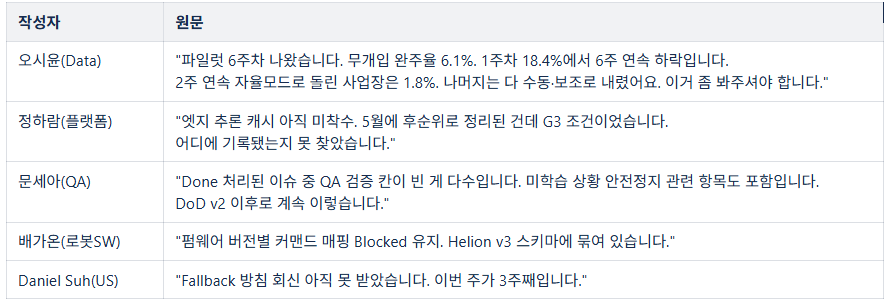 작성자 원문
오시윤(Data) "파일럿 6주차 나왔습니다. 무개입 완주율 6.1%. 1주차 18.4%에서 6주 연속 하락입니다.
2주 연속 자율모드로 돌린 사업장은 1.8%. 나머지는 다 수동·보조로 내렸어요. 이거 좀 봐주셔야 합니다."
정하람(플랫폼) "엣지 추론 캐시 아직 미착수. 5월에 후순위로 정리된 건데 G3 조건이었습니다.
어디에 기록됐는지 못 찾았습니다."
문세아(QA) "Done 처리된 이슈 중 QA 검증 칸이 빈 게 다수입니다. 미학습 상황 안전정지 관련 항목도 포함입니다.
DoD v2 이후로 계속 이렇습니다."
배가온(로봇SW) "펌웨어 버전별 커맨드 매핑 Blocked 유지. Helion v3 스키마에 묶여 있습니다."
Daniel Suh(US) "Fallback 방침 회신 아직 못 받았습니다. 이번 주가 3주째입니다."